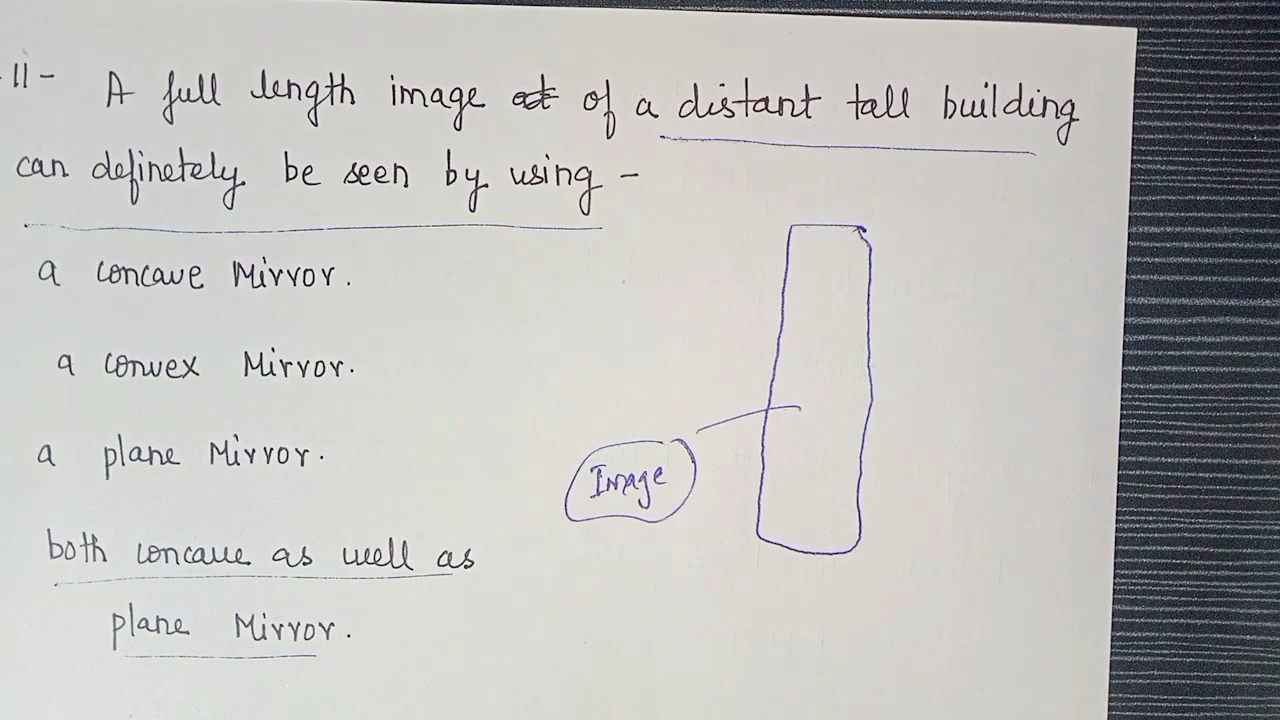 11- A full length image at of a distant tall building
can definetely be seen by using -
a concave Mirror.
a convex Mirror.
a plane Mirror.
Image
both concave as well as
plane Mirror.